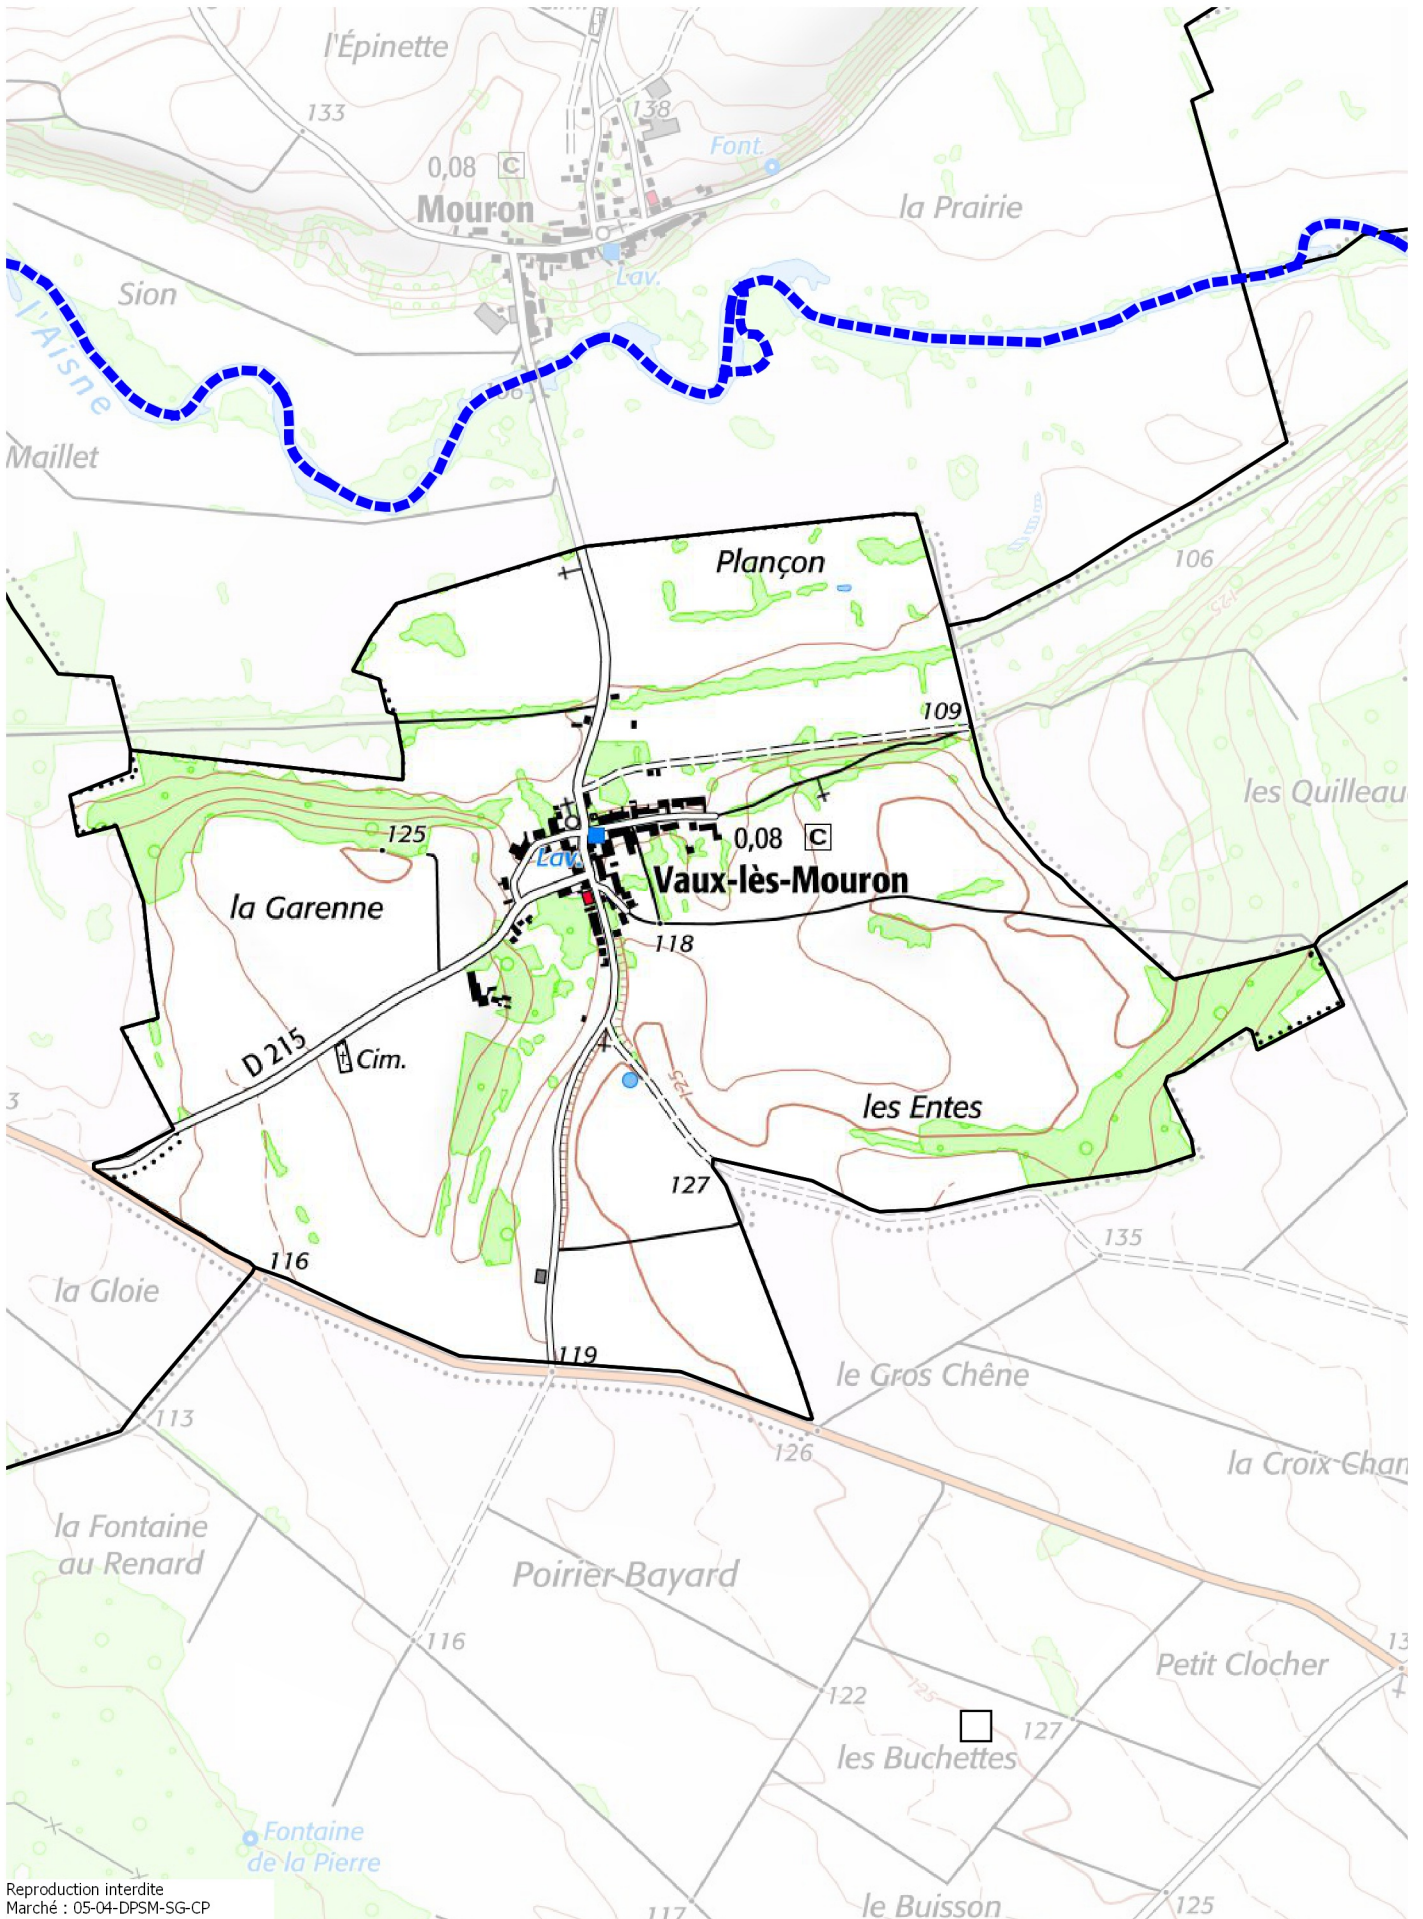 Cim.
l'Épinette
138
133
Font.
0,08 C
Mouron
la Prairie
Lav.
Sion
l'Aisne
Maillet
Plançon
106
125
109
les Quilleau
125
0,08 C
Lav.
Vaux-lès-Mouron
la Garenne
118
D 215
Cim.
125
les Entes
3
127
135
116
la Gloie
119
le Gros Chêne
113
126
la Croix Chan
la Fontaine
au Renard
Poirier Bayard
116
13
Petit Clocher
122
125
127
les Buchettes
Fontaine
de la Pierre
Reproduction interdite
Marché : 05-04-DPSM-SG-CP
117
le Buisson
125